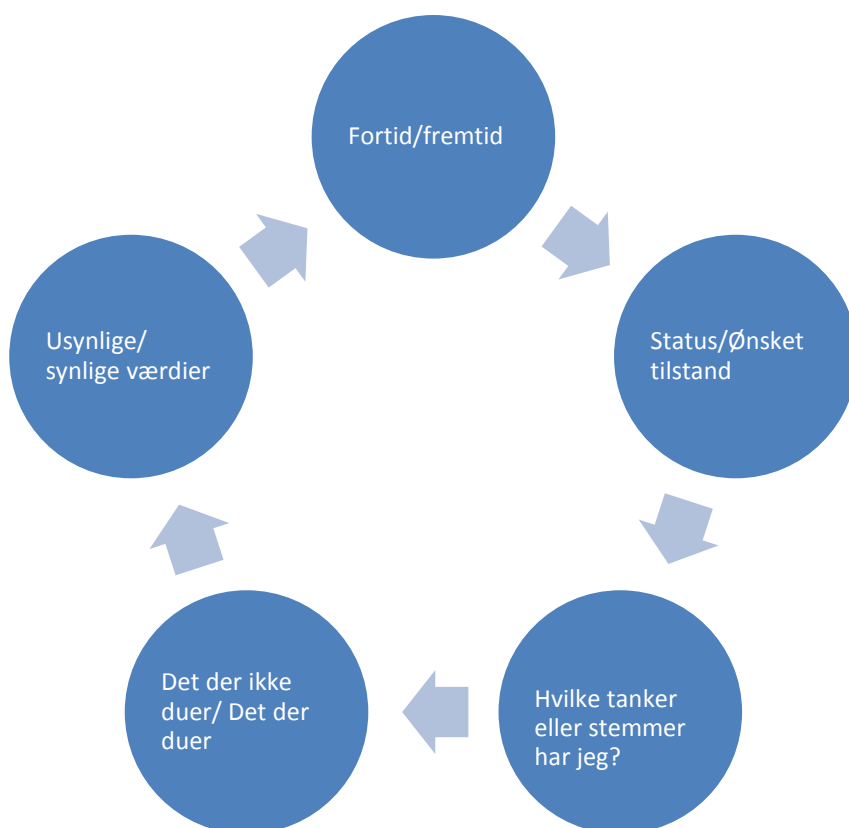 Fortid/fremtid
Status/Ønsket
tilstand
Hvilke tanker
eller stemmer
har jeg?
Det der ikke
duer/ Det der
duer
Usynlige/
synlige værdier